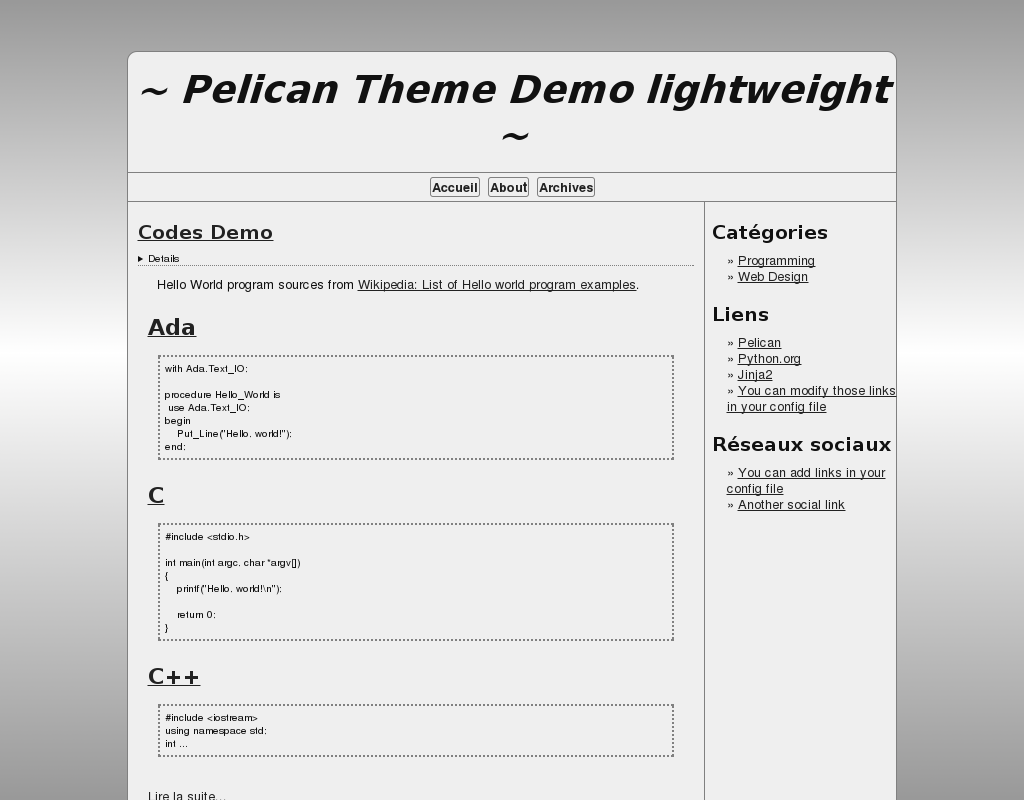 ~ Pelican Theme Demo lightweight
~
Accueil About Archives
Codes Demo
Details
Hello World program sources from Wikipedia: List of Hello world program examples.
Ada
with Ada.Text_IO;
procedure Hello_World is
use Ada.Text_IO;
begin
Put_Line("Hello, world!");
end;
C
#include <stdio.h>
int main(int argc, char *argv[])
{
printf("Hello, world!\n");
return 0;
}
C++
#include <iostream>
using namespace std;
int ...
Lire la suite...
Catégories
» Programming
» Web Design
Liens
» Pelican
» Python.org
» Jinja2
» You can modify those links
in your config file
Réseaux sociaux
» You can add links in your
config file
» Another social link